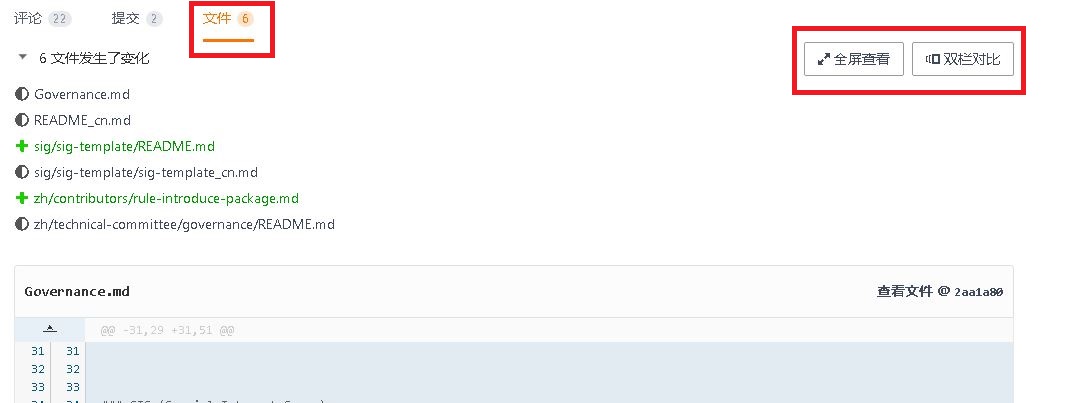 评论 22 提交 2 文件 6
6 文件发生了变化 全屏查看 双栏对比
Governance.md
README_cn.md
sig/sig-template/README.md
sig/sig-template/sig-template_cn.md
zh/contributors/rule-introduce-package.md
zh/technical-committee/governance/README.md
Governance.md 查看文件 @ 2aa1a80
@@ -31,29 +31,51 @@
31 31
32 32
33 33